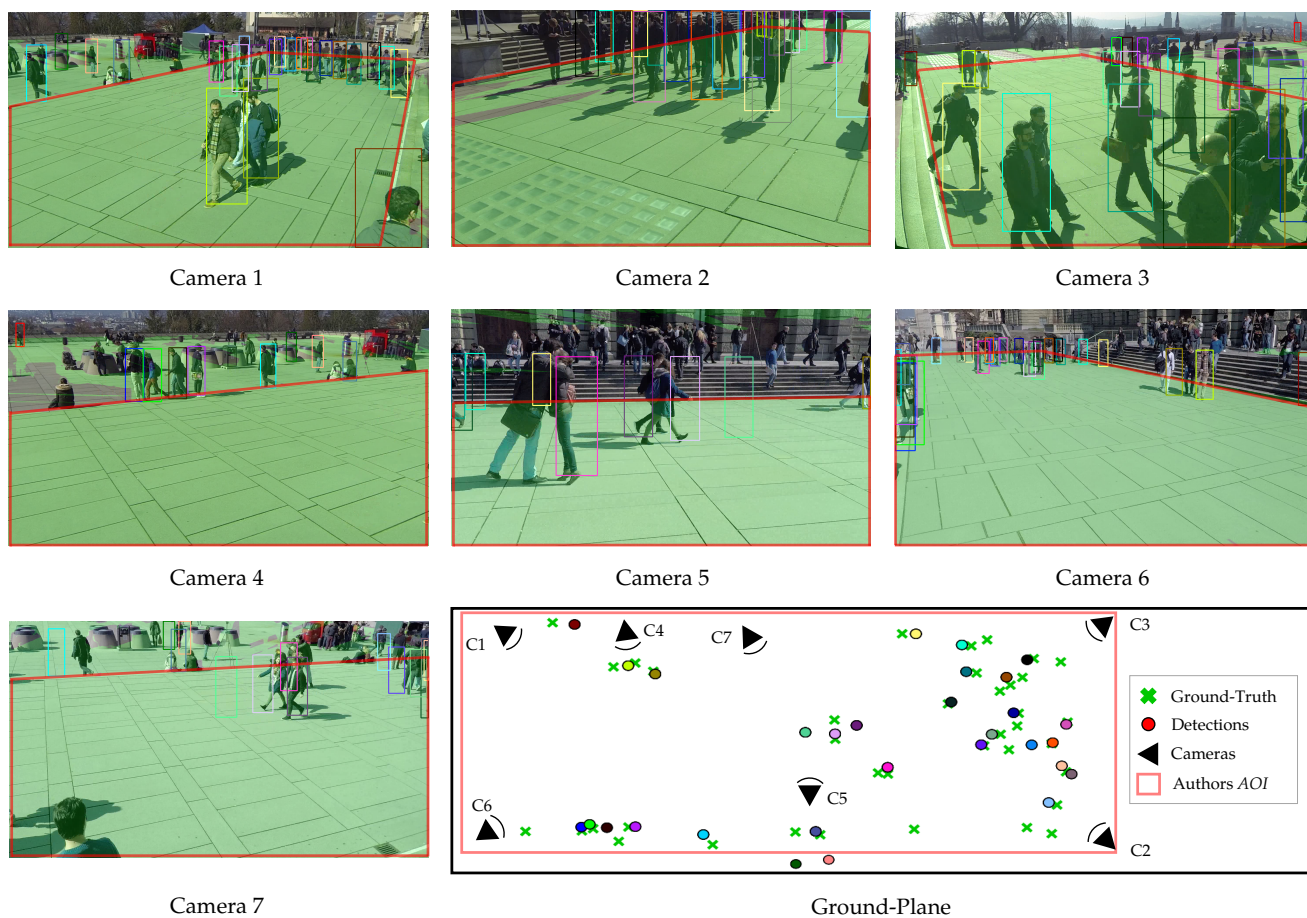 Camera 1
Camera 2
Camera 3
Camera 4
Camera 5
Camera 6
Camera 7
C1
C4
C7
C3
C6
C5
C2
Ground-Truth
Detections
Cameras
Authors AOI
Ground-Plane